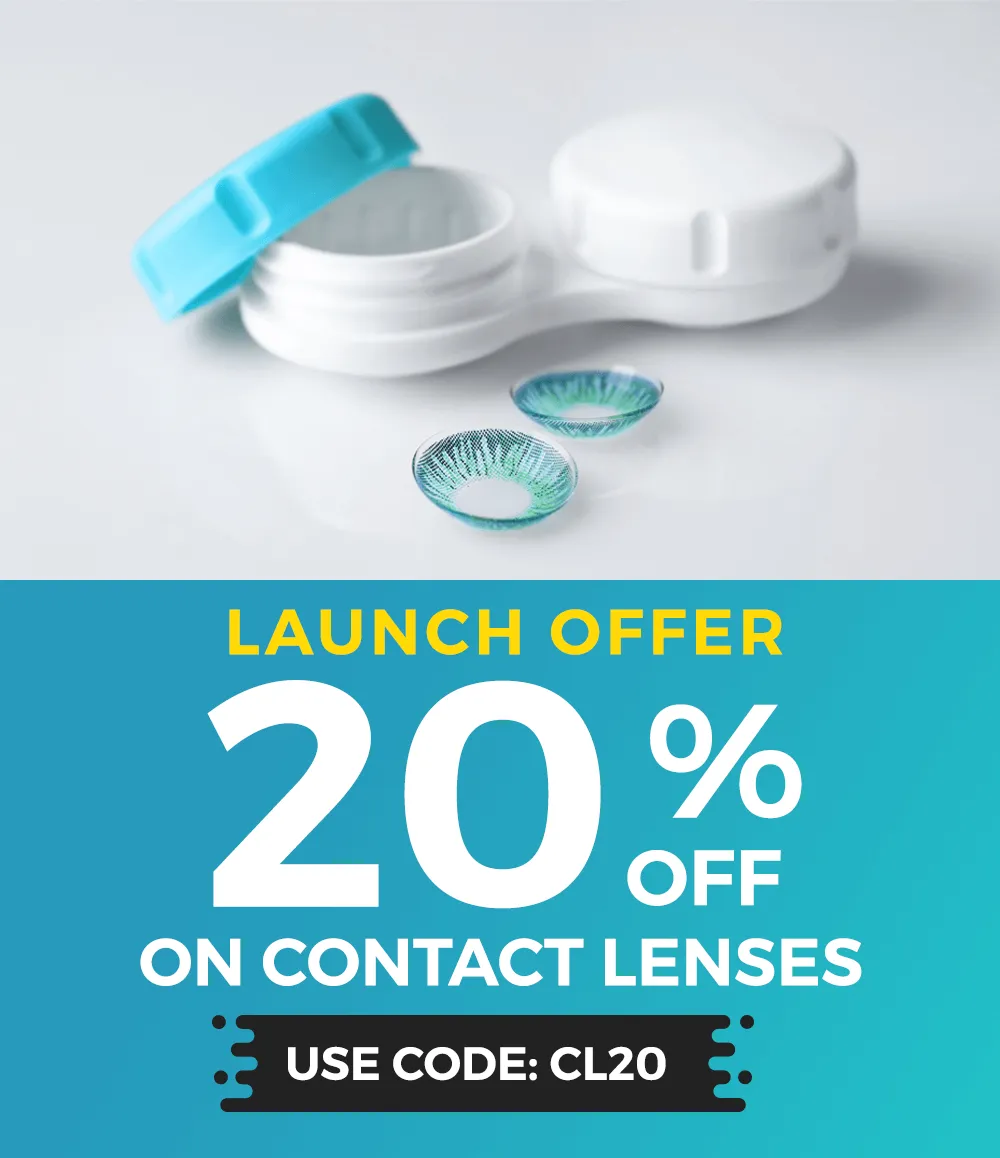 LAUNCH OFFER
20% OFF
ON CONTACT LENSES
USE CODE: CL20